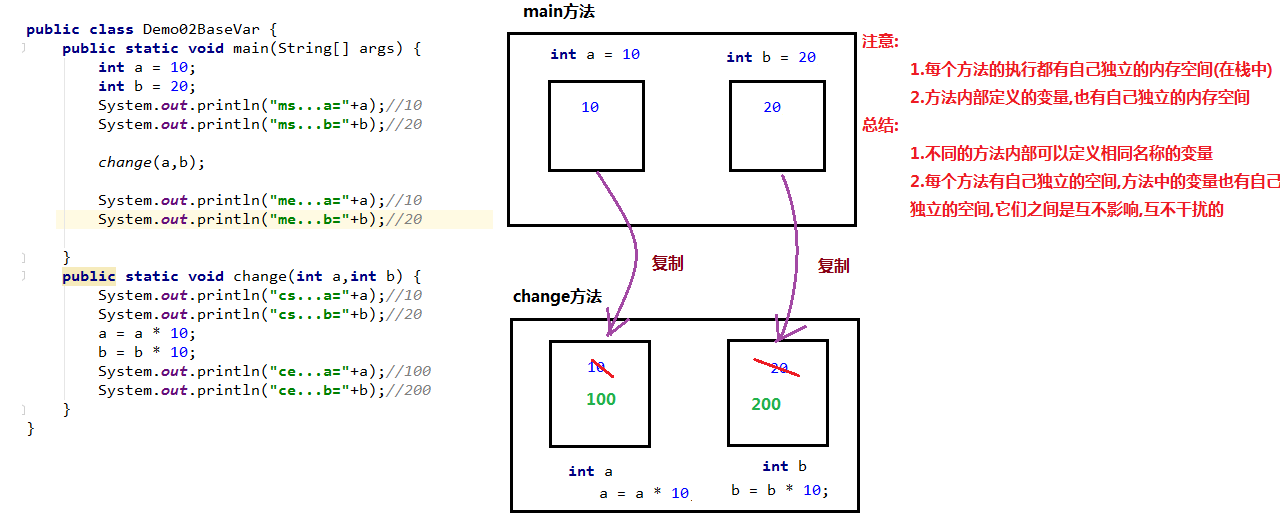 public class Demo02BaseVar {
public static void main(String[] args) {
int a = 10;
int b = 20;
System.out.println("ms...a="+a);//10
System.out.println("ms...b="+b);//20
change(a,b);
System.out.println("me...a="+a);//10
System.out.println("me...b="+b);//20
}
public static void change(int a,int b) {
System.out.println("cs...a="+a);//10
System.out.println("cs...b="+b);//20
a = a * 10;
b = b * 10;
System.out.println("ce...a="+a);//100
System.out.println("ce...b="+b);//200
}
}
main方法
int a = 10
int b = 20
10
20
复制
复制
change方法
10
20
100
200
int a
int b
a = a * 10
b = b * 10;
注意:
1.每个方法的执行都有自己独立的内存空间(在栈中)
2.方法内部定义的变量,也有自己独立的内存空间
总结:
1.不同的方法内部可以定义相同名称的变量
2.每个方法有自己独立的空间,方法中的变量也有自己
独立的空间,它们之间是互不影响,互不干扰的